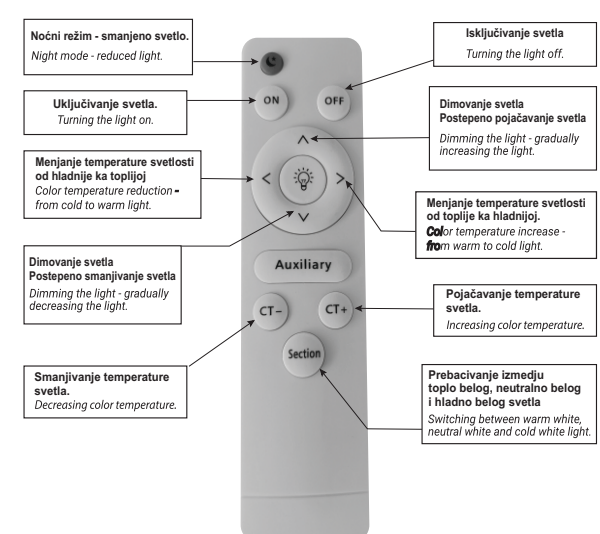 Noćni režim - smanjeno svetlo.
Night mode - reduced light.
Isključivanje svetla
Turning the light off.
Uključivanje svetla.
Turning the light on.
ON
OFF
Dimovanje svetla
Postepeno pojačavanje svetla
Dimming the light - gradually
increasing the light.
Menjanje temperature svetlosti
od hladnije ka toplijoj
Color temperature reduction -
from cold to warm light.
Menjanje temperature svetlosti
od toplije ka hladnijoj.
Color temperature increase -
from warm to cold light.
Dimovanje svetla
Postepeno smanjivanje svetla
Dimming the light - gradually
decreasing the light.
Auxiliary
CT-
CT+
Pojačavanje temperature
svetla.
Increasing color temperature.
Section
Smanjivanje temperature
svetla.
Decreasing color temperature.
Prebacivanje izmedju
toplo belog, neutralno belog
i hladno belog svetla
Switching between warm white,
neutral white and cold white light.